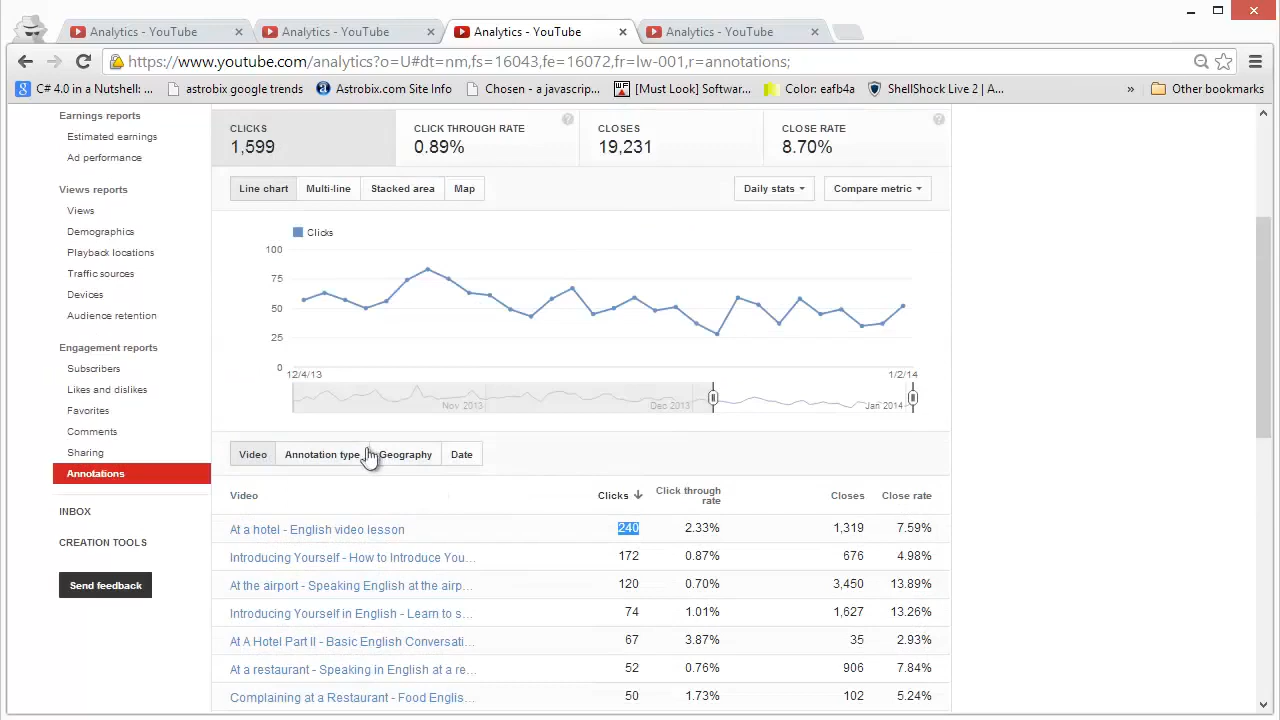 Analytics - YouTube × Analytics - YouTube × Analytics - YouTube × Analytics - YouTube ×
https://www.youtube.com/analytics?o=U#dt=nm,fs=16043,fe=16072,fr=lw-001,r=annotations;
C# 4.0 in a Nutshell: ... astrobix google trends Astrobix.com Site Info Chosen - a javascrip... [Must Look] Softwar... Color: eafb4a ShellShock Live 2 | A... » Other bookmarks
Earnings reports
Estimated earnings
Ad performance
Views reports
Views
Demographics
Playback locations
Traffic sources
Devices
Audience retention
Engagement reports
Subscribers
Likes and dislikes
Favorites
Comments
Sharing
Annotations
INBOX
CREATION TOOLS
Send feedback
CLICKS
1,599
CLICK THROUGH RATE ?
0.89%
CLOSES
19,231
CLOSE RATE ?
8.70%
Line chart Multi-line Stacked area Map Daily stats Compare metric
Clicks
100
75
50
25
0
12/4/13 1/2/14
Nov 2013 Dec 2013 Jan 2014
Video Annotation type Geography Date
Video Clicks Click through rate Closes Close rate
At a hotel - English video lesson 240 2.33% 1,319 7.59%
Introducing Yourself - How to Introduce You... 172 0.87% 676 4.98%
At the airport - Speaking English at the airp... 120 0.70% 3,450 13.89%
Introducing Yourself in English - Learn to s... 74 1.01% 1,627 13.26%
At A Hotel Part II - Basic English Conversati... 67 3.87% 35 2.93%
At a restaurant - Speaking in English at a re... 52 0.76% 906 7.84%
Complaining at a Restaurant - Food Englis... 50 1.73% 102 5.24%